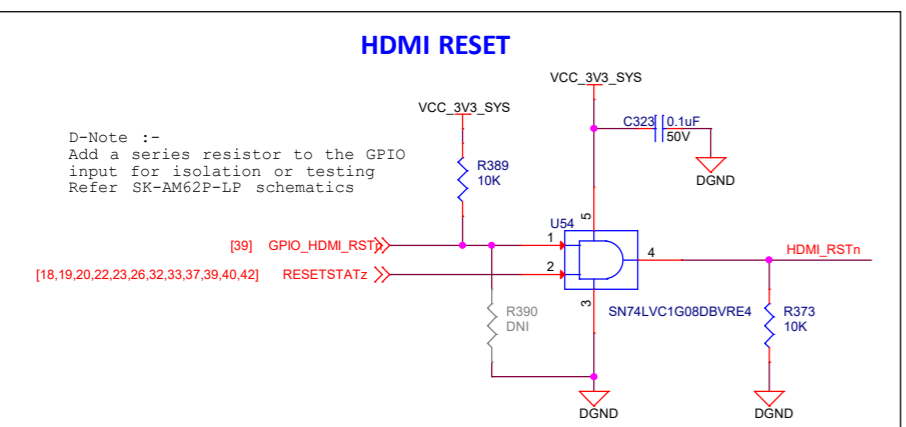 HDMI RESET
VCC_3V3_SYS
VCC_3V3_SYS
D-Note :-
Add a series resistor to the GPIO
input for isolation or testing
Refer SK-AM62P-LP schematics
C323 0.1uF
50V
DGND
R389
10K
U54
5
[39] GPIO_HDMI_RSTn
1
4
HDMI_RSTn
[18,19,20,22,23,26,32,33,37,39,40,42] RESETSTATz
2
3
SN74LVC1G08DBVRE4
R390
DNI
R373
10K
DGND
DGND